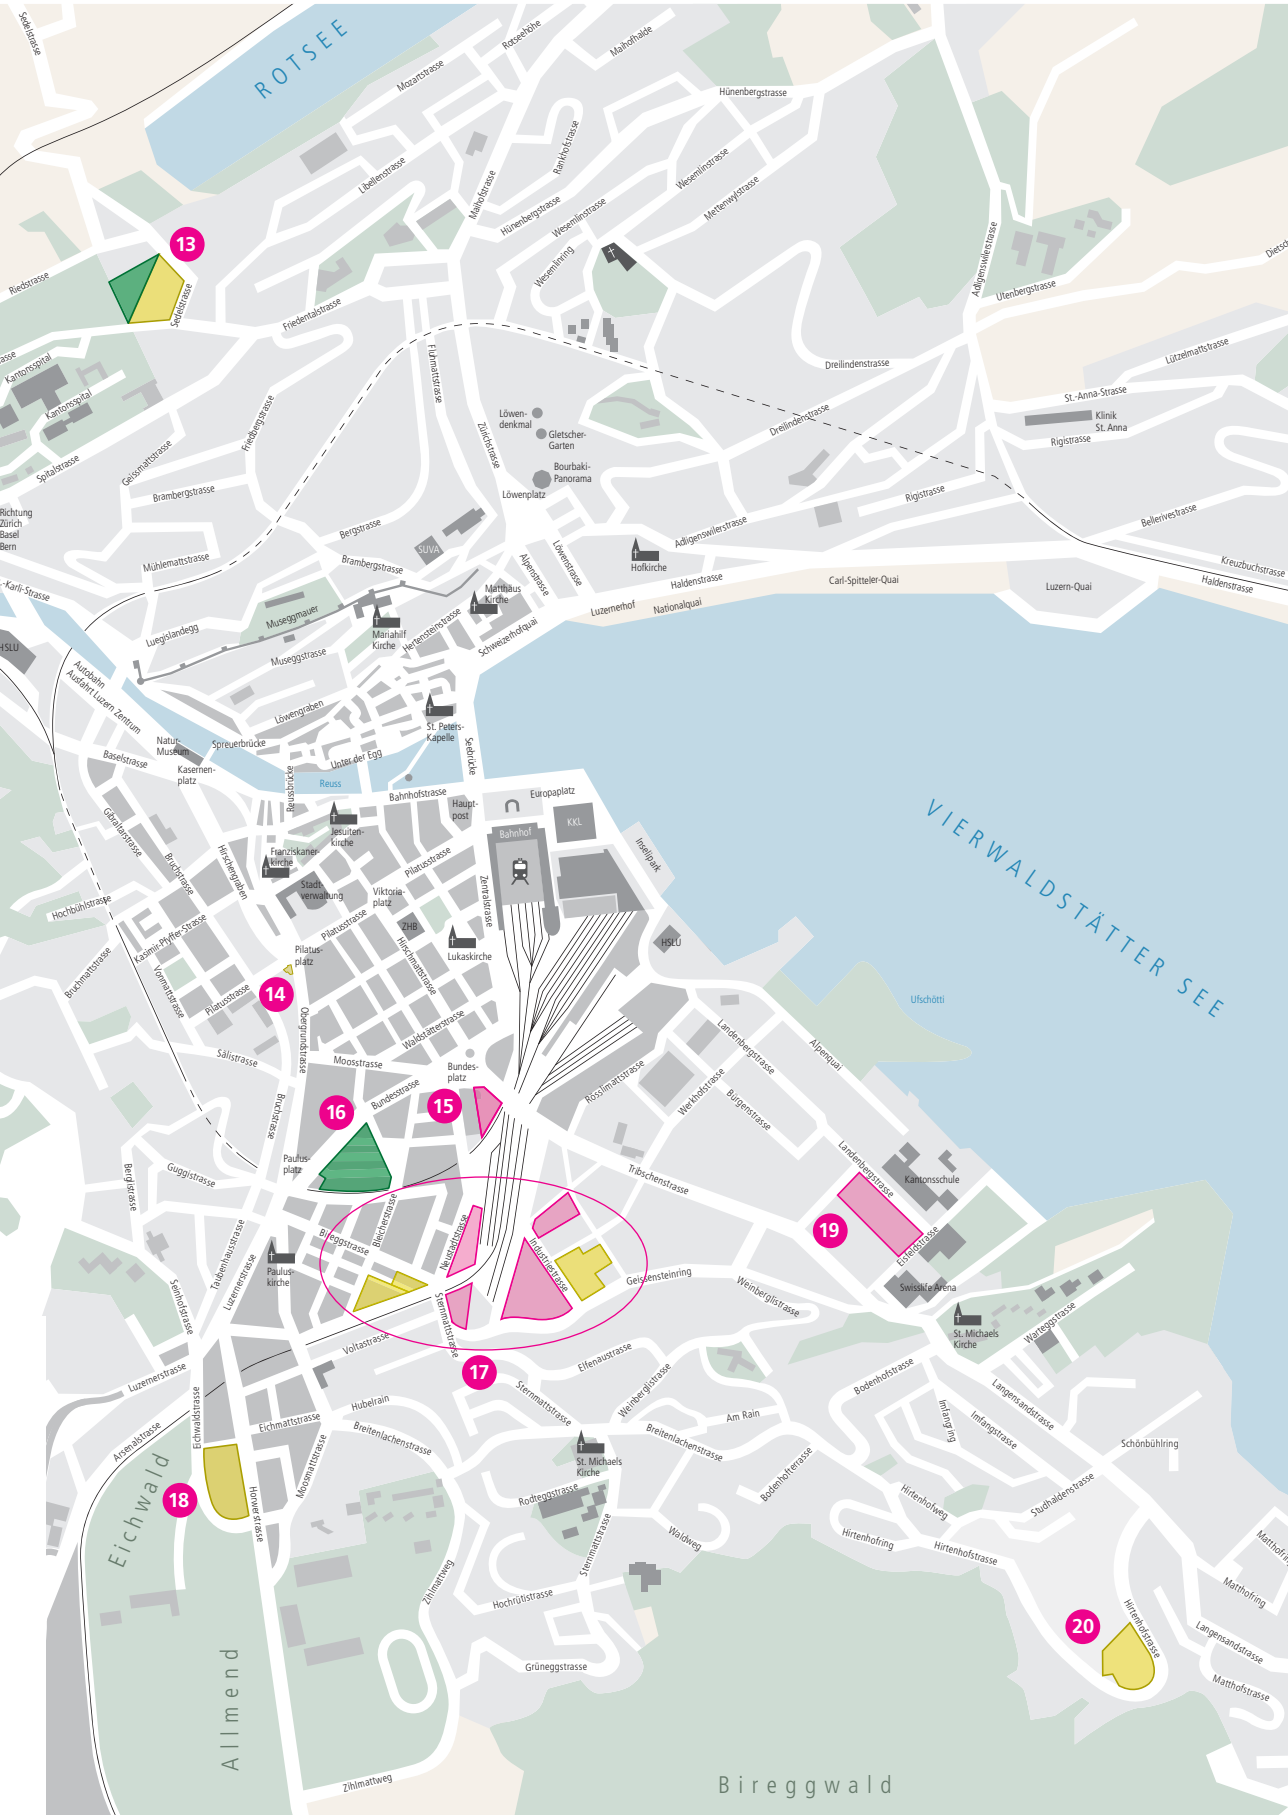 Sedelstrasse
ROTSEE
Rotseehöhe
Maihofhalde
Mozartstrasse
Hünenbergstrasse
Rankhofstrasse
Libellenstrasse
Wesemlinstrasse
Maihofstrasse
Mettenwylstrasse
Hünenbergstrasse
Wesemlinstrasse
13
Wesemlinring
Adligenswilerstrasse
Riedstrasse
Sedelstrasse
Utenbergstrasse
Friedentalstrasse
Kantonsspital
Kantonsspital
Fluhmattstrasse
Dreilindenstrasse
Lützelmattstrasse
St.-Anna-Strasse
Klinik
St. Anna
Friedbergstrasse
Löwen-
denkmal
Gletscher-
Garten
Zürichstrasse
Dreilindenstrasse
Rigistrasse
Geissmattstrasse
Spitalstrasse
Bourbaki-
Panorama
Löwenplatz
Brambergstrasse
Rigistrasse
Richtung
Zürich
Basel
Bern
Bergstrasse
Bellerivestrasse
SUVA
Adligenswilerstrasse
Mühlemattstrasse
Brambergstrasse
Alpenstrasse
Löwenstrasse
Hofkirche
Haldenstrasse
Carl-Spitteler-Quai
Luzern-Quai
Kreuzbuchstrasse
Haldenstrasse
-Karli-Strasse
Matthäus
Kirche
Luzernerhof
Nationalquai
Museggmauer
Luegislandegg
Mariahilf
Kirche
Hertensteinstrasse
Schweizerhofquai
HSLU
Museggstrasse
Autobahn
Ausfahrt Luzern Zentrum
Löwengraben
St. Peters-
Kapelle
Natur-
Museum
Spreuerbrücke
Seebrücke
Baselstrasse
Kasernen-
platz
Unter der Egg
Reussbrücke
Reuss
Bahnhofstrasse
Haupt-
post
Europaplatz
KKL
Bahnhof
Gibraltarstrasse
Jesuiten-
kirche
Franziskaner-
kirche
Inselipark
VIERWALDSTÄTTER SEE
Bruchstrasse
Hirschengraben
Pilatusstrasse
Stadt-
verwaltung
Viktoria-
platz
Zentralstrasse
Hochbühlstrasse
Kasimir-Pfyffer-Strasse
Pilatusstrasse
ZHB
Hirschmattstrasse
Lukaskirche
HSLU
Bruchmattstrasse
Vonmattstrasse
Pilatus-
platz
14
Pilatusstrasse
Ufschötti
Obergrundstrasse
Waldstätterstrasse
Landenbergstrasse
Alpenquai
Sälistrasse
Moosstrasse
Bundes-
platz
Bundesstrasse
Rösslimattstrasse
Werkhofstrasse
Bürgenstrasse
16
15
Bruchstrasse
Paulus-
platz
Berglistrasse
Guggistrasse
Tribschenstrasse
Landenbergstrasse
Kantonsschule
19
Eisfeldstrasse
Taubenhausstrasse
Bireggstrasse
Bleicherstrasse
Neustadtstrasse
Industriestrasse
Paulus-
kirche
Luzernerstrasse
Seinhofstrasse
Geissensteinring
Weinberglistrasse
Swisslife Arena
Sternmattstrasse
Voltastrasse
17
Elfenaustrasse
St. Michaels
Kirche
Warteggstrasse
Luzernerstrasse
Eichwaldstrasse
Arsenalstrasse
Hubelrain
Eichmattstrasse
Sternmattstrasse
Weinberglistrasse
Bodenhofstrasse
Langensandstrasse
Am Rain
Breitenlachenstrasse
Breitenlachenstrasse
Imfangring
Imfangstrasse
Schönbühlring
Moosmattstrasse
St. Michaels
Kirche
Bodenhofterrasse
Eichwald
18
Horwerstrasse
Rodteggstrasse
Hirtenhofweg
Studhaldenstrasse
Waldweg
Hirtenhofring
Hirtenhofstrasse
Sternmattstrasse
Zihlmattweg
Hochrütistrasse
Matthofring
20
Hirtenhofstrasse
Langensandstrasse
Allmend
Grüneggstrasse
Matthofstrasse
Zihlmattweg
Bireggwald